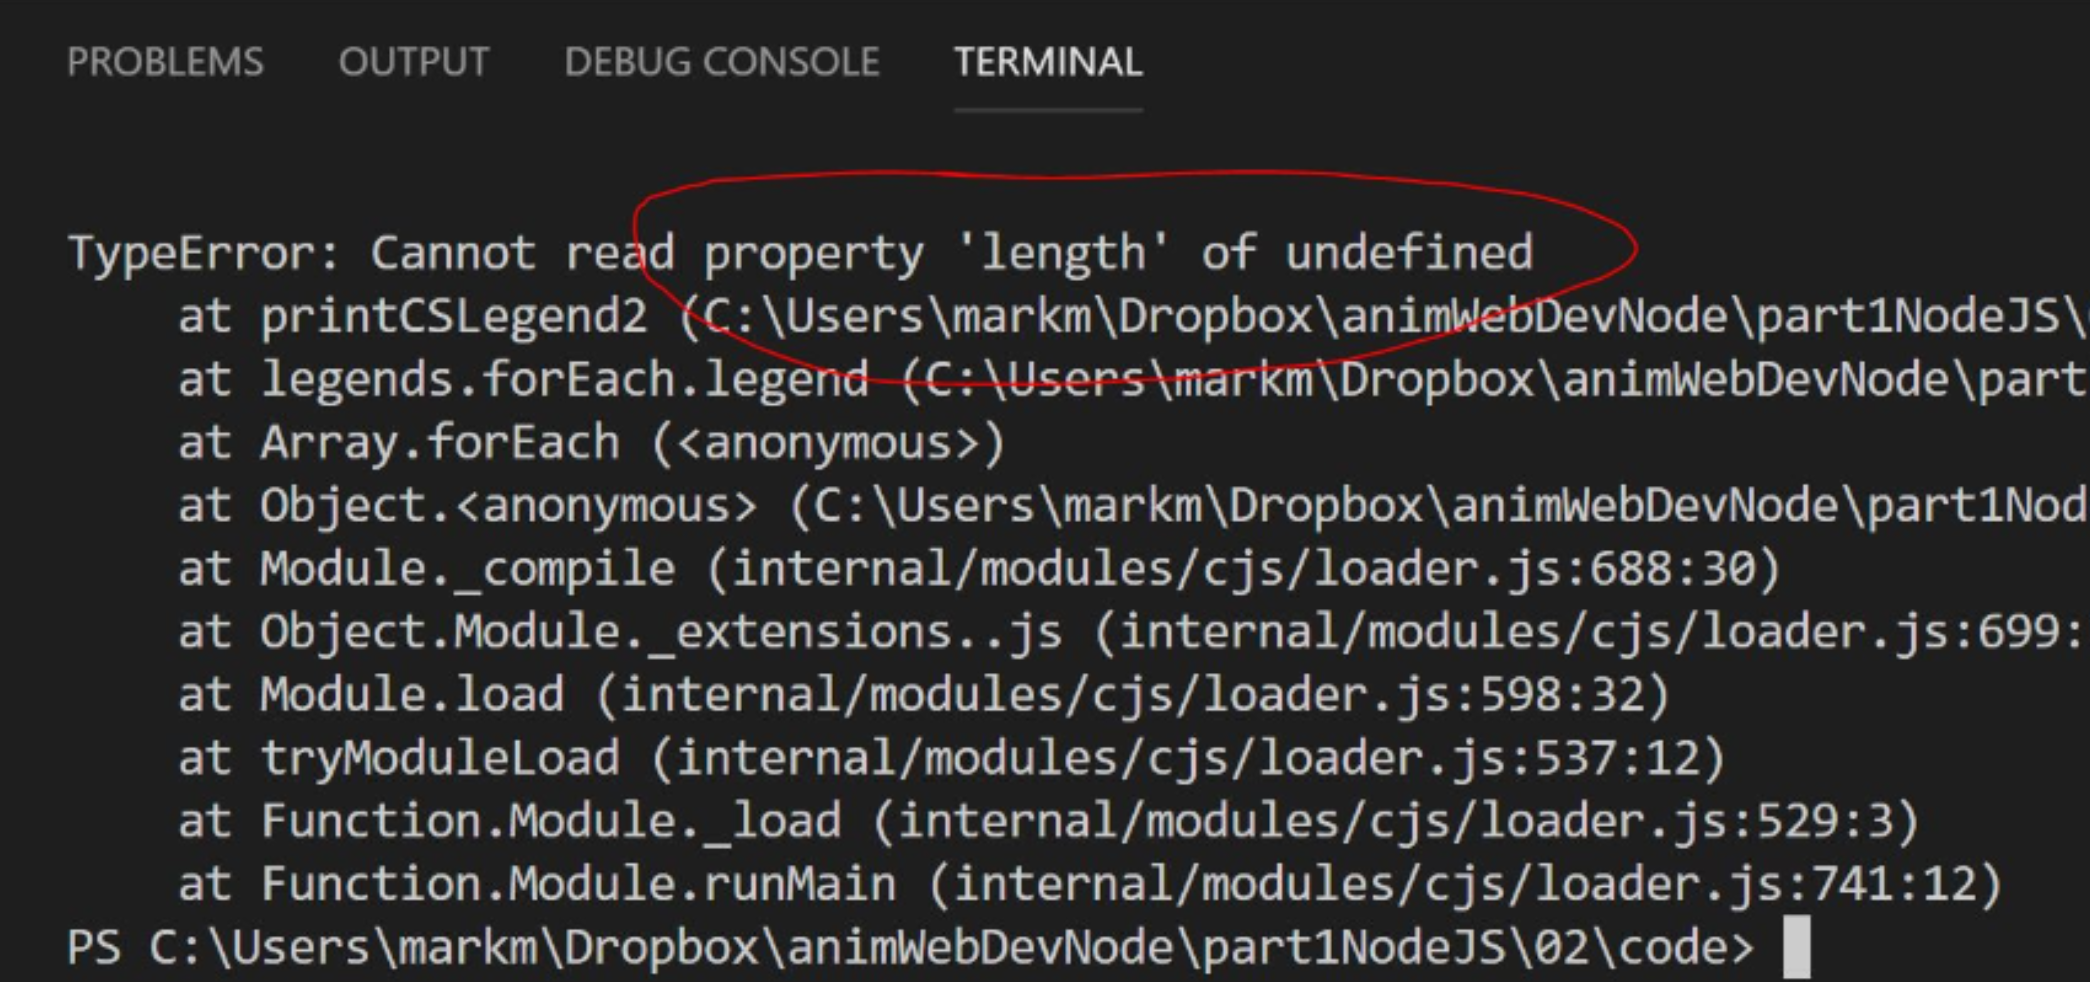 PROBLEMS OUTPUT DEBUG CONSOLE TERMINAL
TypeError: Cannot read property 'length' of undefined
    at printCSLegend2 (C:\Users\markm\Dropbox\animWebDevNode\part1NodeJS\
    at legends.forEach.legend (C:\Users\markm\Dropbox\animWebDevNode\part
    at Array.forEach (<anonymous>)
    at Object.<anonymous> (C:\Users\markm\Dropbox\animWebDevNode\part1Nod
    at Module._compile (internal/modules/cjs/loader.js:688:30)
    at Object.Module._extensions..js (internal/modules/cjs/loader.js:699:
    at Module.load (internal/modules/cjs/loader.js:598:32)
    at tryModuleLoad (internal/modules/cjs/loader.js:537:12)
    at Function.Module._load (internal/modules/cjs/loader.js:529:3)
    at Function.Module.runMain (internal/modules/cjs/loader.js:741:12)
PS C:\Users\markm\Dropbox\animWebDevNode\part1NodeJS\02\code>